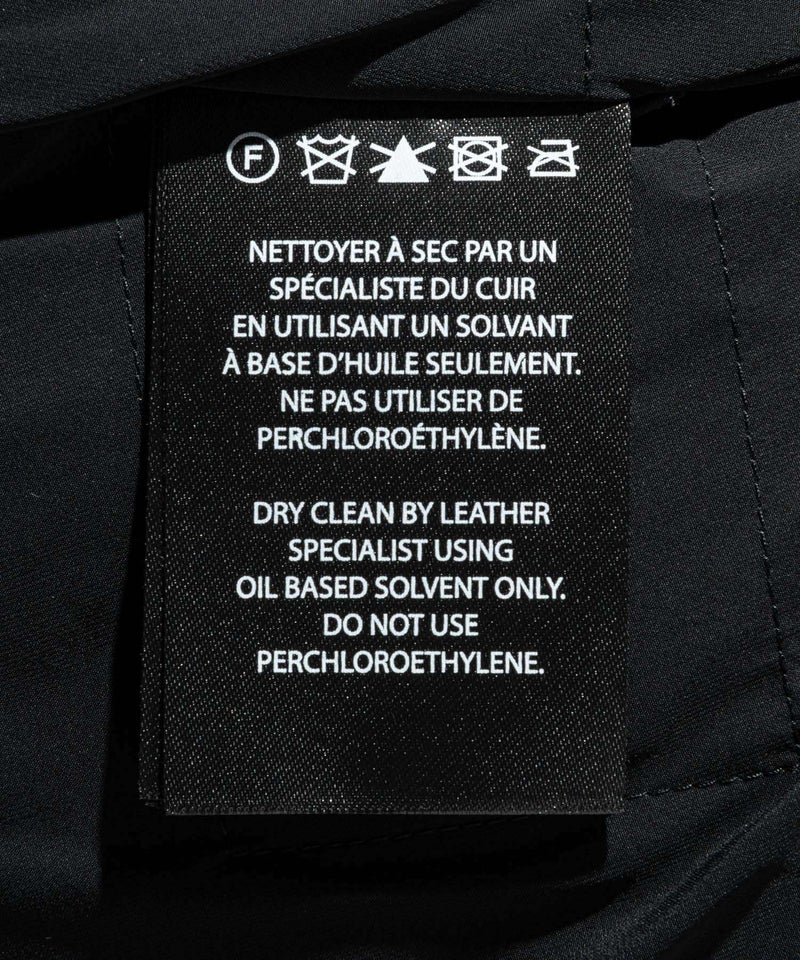 F
NETTOYER À SEC PAR UN
SPÉCIALISTE DU CUIR
EN UTILISANT UN SOLVANT
À BASE D'HUILE SEULEMENT.
NE PAS UTILISER DE
PERCHLOROÉTHYLÈNE.
DRY CLEAN BY LEATHER
SPECIALIST USING
OIL BASED SOLVENT ONLY.
DO NOT USE
PERCHLOROETHYLENE.